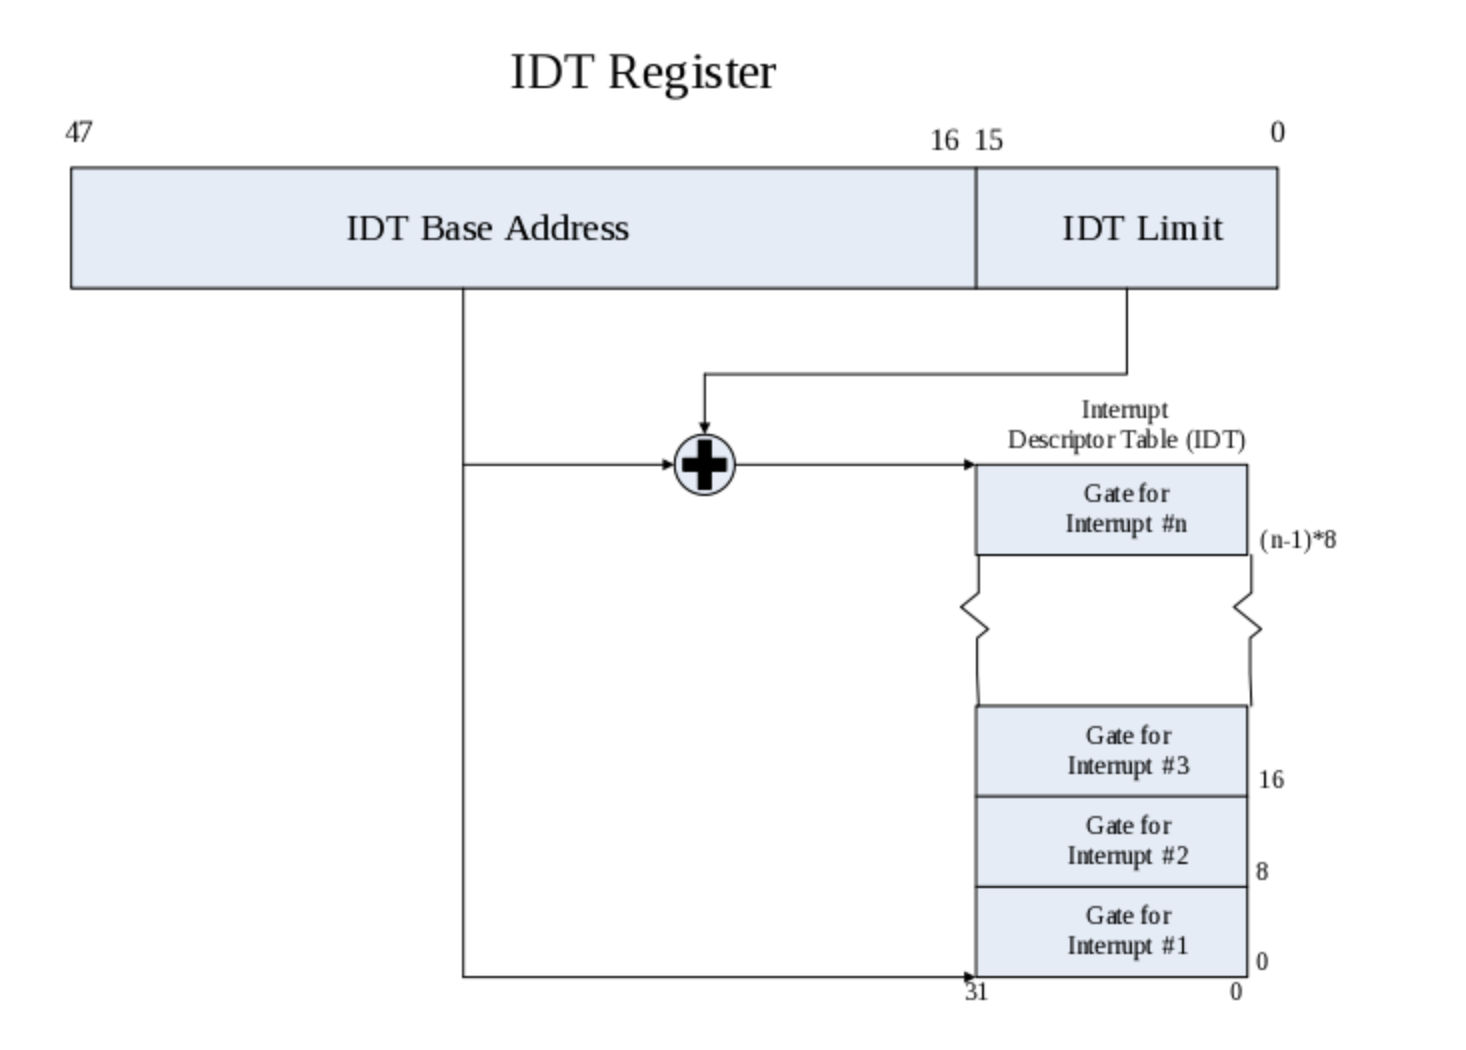 IDT Register
47
16 15
0
IDT Base Address
IDT Limit
Interrupt
Descriptor Table (IDT)
Gate for
Interrupt #n
(n-1)*8
Gate for
Interrupt #3
16
Gate for
Interrupt #2
8
Gate for
Interrupt #1
0
31
0